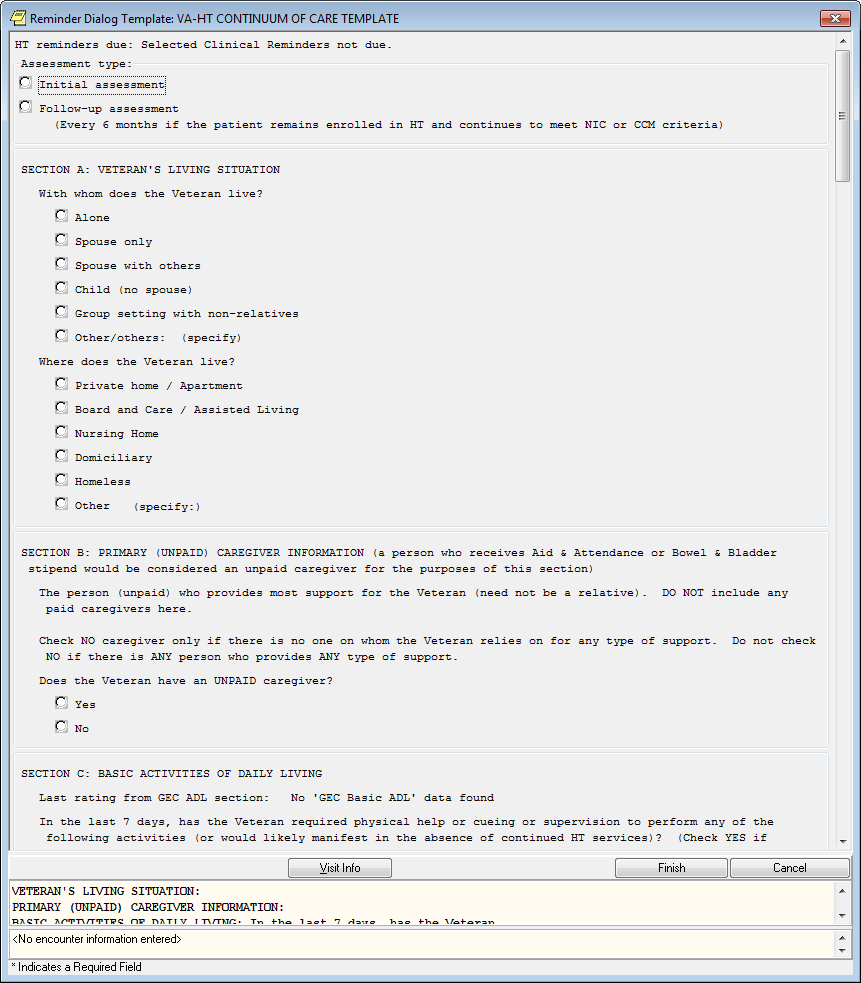 Reminder Dialog Template: VA-HT CONTINUUM OF CARE TEMPLATE
HT reminders due: Selected Clinical Reminders not due.
Assessment type:
Initial assessment
Follow-up assessment
(Every 6 months if the patient remains enrolled in HT and continues to meet NIC or CCM criteria)
SECTION A: VETERAN'S LIVING SITUATION
With whom does the Veteran live?
Alone
Spouse only
Spouse with others
Child (no spouse)
Group setting with non-relatives
Other/others:  (specify)
Where does the Veteran live?
Private home / Apartment
Board and Care / Assisted Living
Nursing Home
Domiciliary
Homeless
Other   (specify:)
SECTION B: PRIMARY (UNPAID) CAREGIVER INFORMATION (a person who receives Aid & Attendance or Bowel & Bladder
stipend would be considered an unpaid caregiver for the purposes of this section)
The person (unpaid) who provides most support for the Veteran (need not be a relative).  DO NOT include any
paid caregivers here.
Check NO caregiver only if there is no one on whom the Veteran relies on for any type of support.  Do not check
NO if there is ANY person who provides ANY type of support.
Does the Veteran have an UNPAID caregiver?
Yes
No
SECTION C: BASIC ACTIVITIES OF DAILY LIVING
Last rating from GEC ADL section:   No 'GEC Basic ADL' data found
In the last 7 days, has the Veteran required physical help or cueing or supervision to perform any of the
following activities (or would likely manifest in the absence of continued HT services)?  (Check YES if
Visit Info Finish Cancel
VETERAN'S LIVING SITUATION:
PRIMARY (UNPAID) CAREGIVER INFORMATION:
BASIC ACTIVITIES OF DAILY LIVING: In the last 7 days, has the Veteran
<No encounter information entered>
* Indicates a Required Field